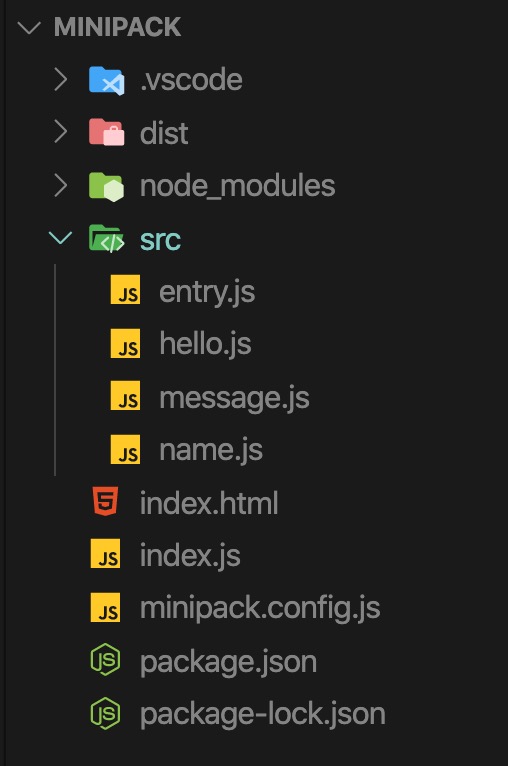 MINIPACK
.vscode
dist
node_modules
src
JS entry.js
JS hello.js
JS message.js
JS name.js
5 index.html
JS index.js
JS minipack.config.js
JS package.json
JS package-lock.json